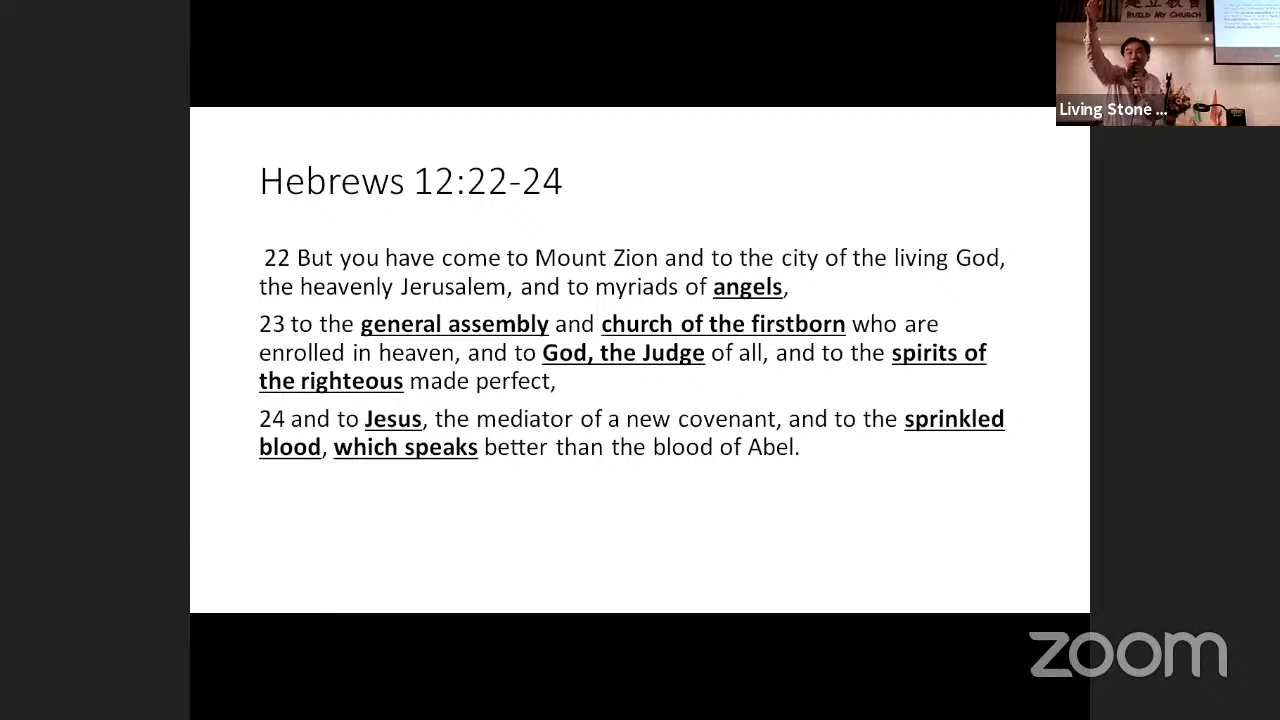 建立教會
BUILD MY CHURCH
Living Stone ...
Hebrews 12:22-24
22 But you have come to Mount Zion and to the city of the living God,
the heavenly Jerusalem, and to myriads of angels,
23 to the general assembly and church of the firstborn who are
enrolled in heaven, and to God, the Judge of all, and to the spirits of
the righteous made perfect,
24 and to Jesus, the mediator of a new covenant, and to the sprinkled
blood, which speaks better than the blood of Abel.
zoom